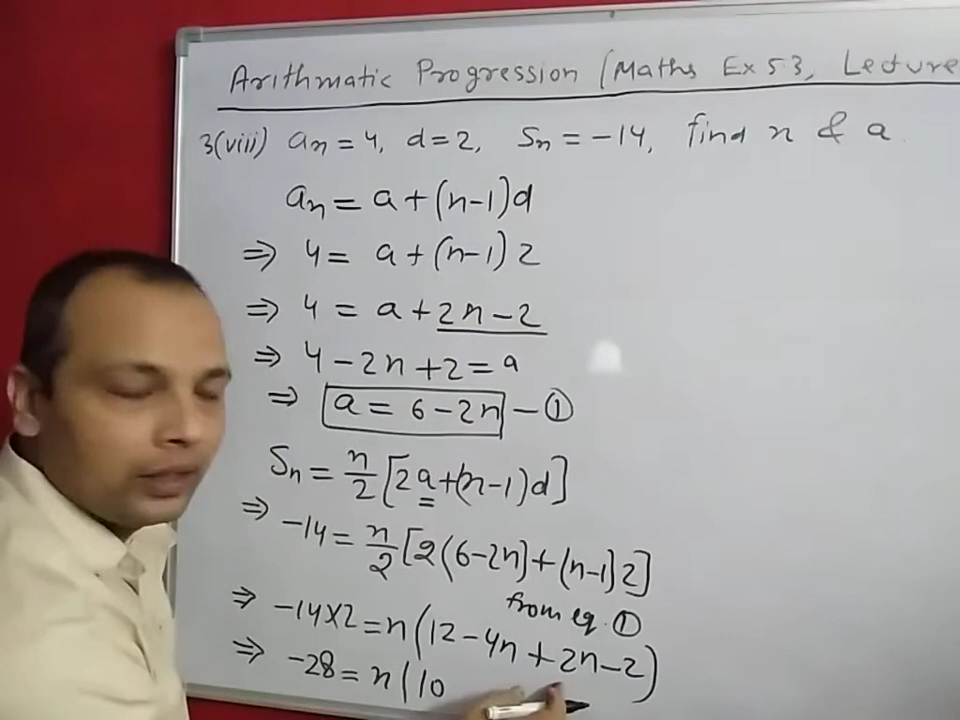 Arithmatic Progression (Maths Ex 5.3, Lecture
3(viii) an = 4, d = 2, Sn = -14, find n & a.
an = a + (n-1)d
⇒ 4 = a + (n-1) 2
⇒ 4 = a + 2n - 2
⇒ 4 - 2n + 2 = a
⇒ a = 6 - 2n — ①
Sn = n/2 [2a + (n-1)d]
⇒ -14 = n/2 [2(6-2n) + (n-1)2]
from eq. ①
⇒ -14×2 = n(12 - 4n + 2n - 2)
⇒ -28 = n(10